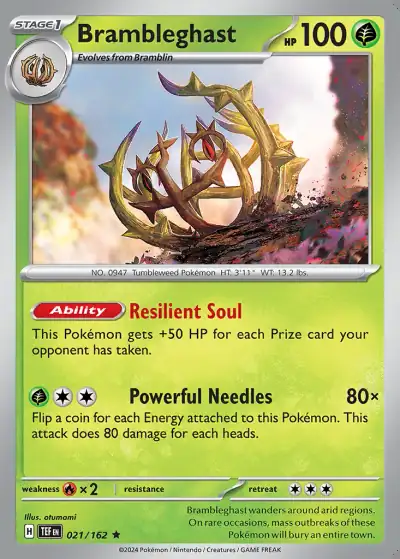 STAGE 1
Brambleghast
HP 100
Evolves from Bramblin
NO. 0947 Tumbleweed Pokémon HT: 3'11" WT: 13.2 lbs.
Ability Resilient Soul
This Pokémon gets +50 HP for each Prize card your
opponent has taken.
Powerful Needles 80×
Flip a coin for each Energy attached to this Pokémon. This
attack does 80 damage for each heads.
weakness ×2 resistance retreat
Illus. otumami
H TEF EN 021/162 ★
Brambleghast wanders around arid regions.
On rare occasions, mass outbreaks of these
Pokémon will bury an entire town.
©2024 Pokémon / Nintendo / Creatures / GAME FREAK